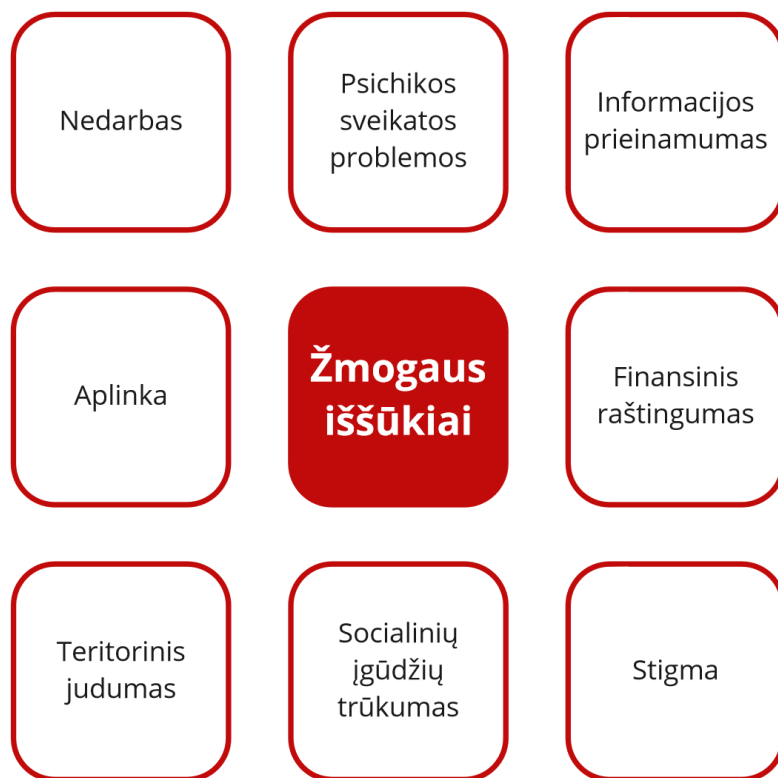 Nedarbas
Psichikos
sveikatos
problemos
Informacijos
prieinamumas
Aplinka
Žmogaus
iššūkiai
Finansinis
raštingumas
Teritorinis
judumas
Socialinių
įgūdžių
trūkumas
Stigma